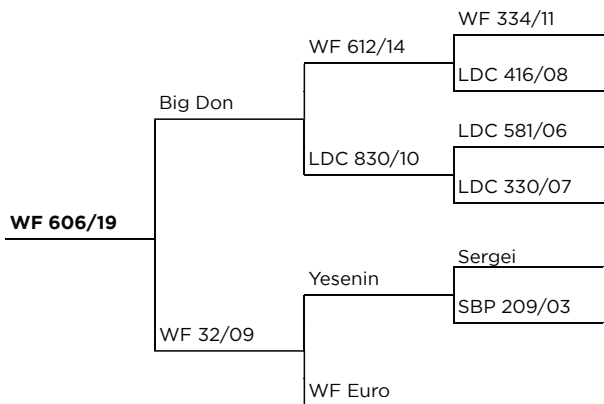 WF 334/11
WF 612/14
LDC 416/08
Big Don
LDC 581/06
LDC 830/10
LDC 330/07
WF 606/19
Sergei
Yesenin
SBP 209/03
WF 32/09
WF Euro